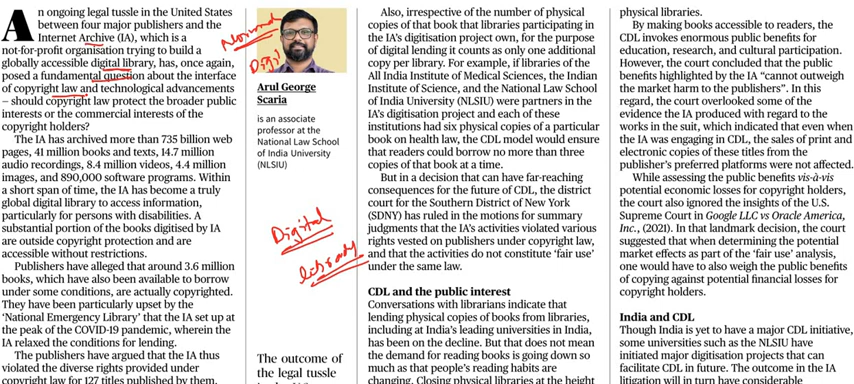 An ongoing legal tussle in the United States
between four major publishers and the
Internet Archive (IA), which is a
not-for-profit organisation trying to build a
globally accessible digital library, has, once again,
posed a fundamental question about the interface
of copyright law and technological advancements
– should copyright law protect the broader public
interests or the commercial interests of the
copyright holders?
The IA has archived more than 735 billion web
pages, 41 million books and texts, 14.7 million
audio recordings, 8.4 million videos, 4.4 million
images, and 890,000 software programs. Within
a short span of time, the IA has become a truly
global digital library to access information,
particularly for persons with disabilities. A
substantial portion of the books digitised by IA
are outside copyright protection and are
accessible without restrictions.
Publishers have alleged that around 3.6 million
books, which have also been available to borrow
under some conditions, are actually copyrighted.
They have been particularly upset by the
‘National Emergency Library’ that the IA set up at
the peak of the COVID-19 pandemic, wherein the
IA relaxed the conditions for lending.
The publishers have argued that the IA thus
violated the diverse rights provided under
copyright law for 127 titles published by them.
Normal
Digi
Arul George
Scaria
is an associate
professor at the
National Law School
of India University
(NLSIU)
Digital
library
The outcome of
the legal tussle
Also, irrespective of the number of physical
copies of that book that libraries participating in
the IA’s digitisation project own, for the purpose
of digital lending it counts as only one additional
copy per library. For example, if libraries of the
All India Institute of Medical Sciences, the Indian
Institute of Science, and the National Law School
of India University (NLSIU) were partners in the
IA’s digitisation project and each of these
institutions had six physical copies of a particular
book on health law, the CDL model would ensure
that readers could borrow no more than three
copies of that book at a time.
But in a decision that can have far-reaching
consequences for the future of CDL, the district
court for the Southern District of New York
(SDNY) has ruled in the motions for summary
judgments that the IA’s activities violated various
rights vested on publishers under copyright law,
and that the activities do not constitute ‘fair use’
under the same law.
CDL and the public interest
Conversations with librarians indicate that
lending physical copies of books from libraries,
including at India’s leading universities in India,
has been on the decline. But that does not mean
the demand for reading books is going down so
much as that people’s reading habits are
changing. Closing physical libraries at the height
physical libraries.
By making books accessible to readers, the
CDL invokes enormous public benefits for
education, research, and cultural participation.
However, the court concluded that the public
benefits highlighted by the IA “cannot outweigh
the market harm to the publishers”. In this
regard, the court overlooked some of the
evidence the IA produced with regard to the
works in the suit, which indicated that even when
the IA was engaging in CDL, the sales of print and
electronic copies of these titles from the
publisher’s preferred platforms were not affected.
While assessing the public benefits vis-à-vis
potential economic losses for copyright holders,
the court also ignored the insights of the U.S.
Supreme Court in Google LLC vs Oracle America,
Inc., (2021). In that landmark decision, the court
suggested that when determining the potential
market effects as part of the ‘fair use’ analysis,
one would have to also weigh the public benefits
of copying against potential financial losses for
copyright holders.
India and CDL
Though India is yet to have a major CDL initiative,
some universities such as the NLSIU have
initiated major digitisation projects that can
facilitate CDL in future. The outcome in the IA
litigation will in turn have considerable